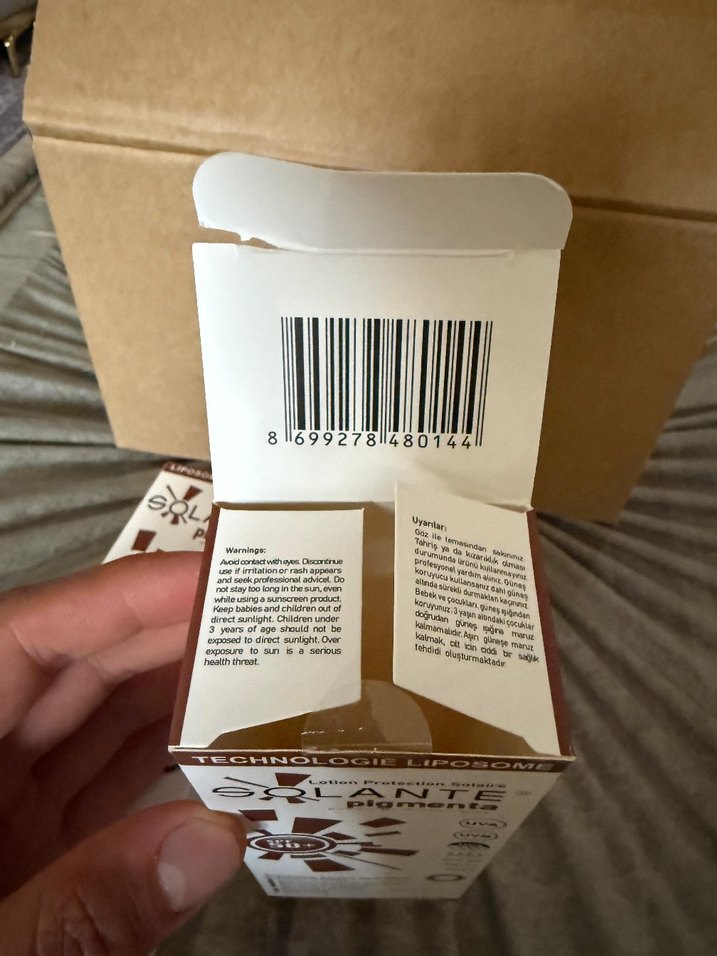 8 699278 480144
Warnings:
Avoid contact with eyes. Discontinue
use if irritation or rash appears
and seek professional advicel. Do
not stay too long in the sun, even
while using a sunscreen product.
Keep babies and children out of
direct sunlight. Children under
3 years of age should not be
exposed to direct sunlight. Over
exposure to sun is a serious
health threat.
Uyarılar:
Göz ile temasından sakınınız.
Tahriş ya da kızarıklık olması
durumunda ürünü kullanmayınız
profesyonel yardım alınız. Güneş
koruyucu kullansanız dahi güneş
altında sürekli durmaktan kaçınınız.
Bebek ve çocukları, güneş ışığından
koruyunuz. 3 yaşın altındaki çocuklar
doğrudan güneş ışığına maruz
kalmamalıdır. Aşırı güneşe maruz
kalmak, cilt için ciddi bir sağlık
tehdidi oluşturmaktadır.
LIPOSO
SOLA
TECHNOLOGIE LIPOSOME
Lotion Protection Solaire
SOLANTE®
pigmenta
UVA
UVB
SPF
50+